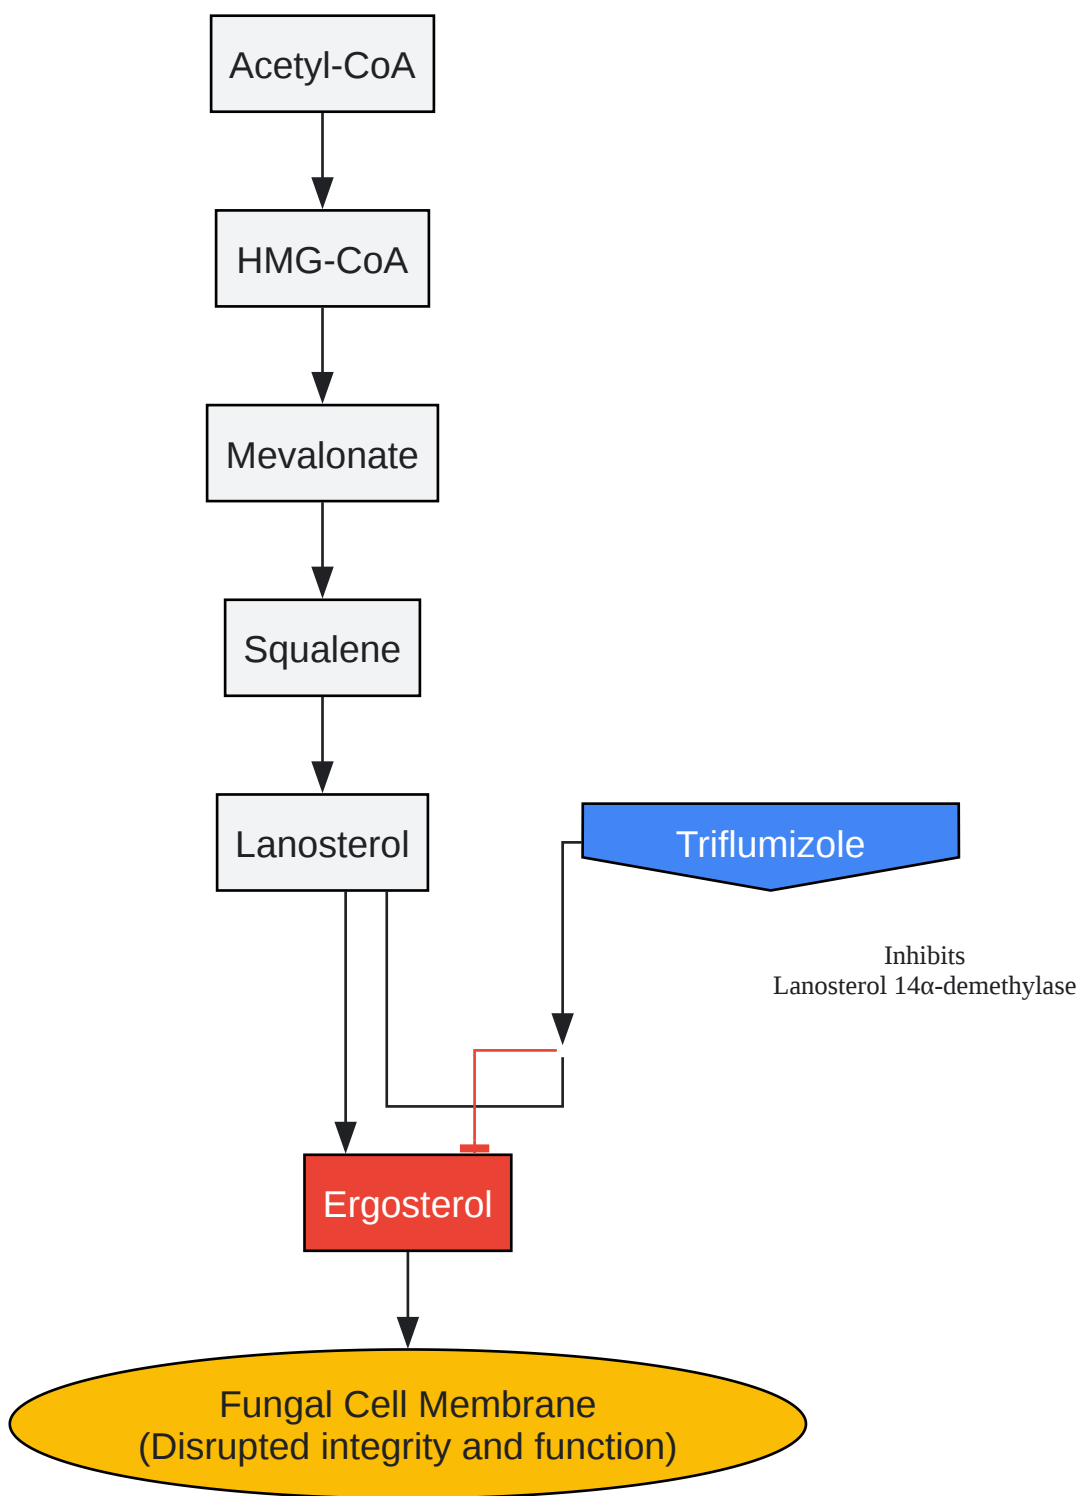 Acetyl-CoA
HMG-CoA
Mevalonate
Squalene
Lanosterol
Triflumizole
Inhibits
Lanosterol 14α-demethylase
Ergosterol
Fungal Cell Membrane
(Disrupted integrity and function)